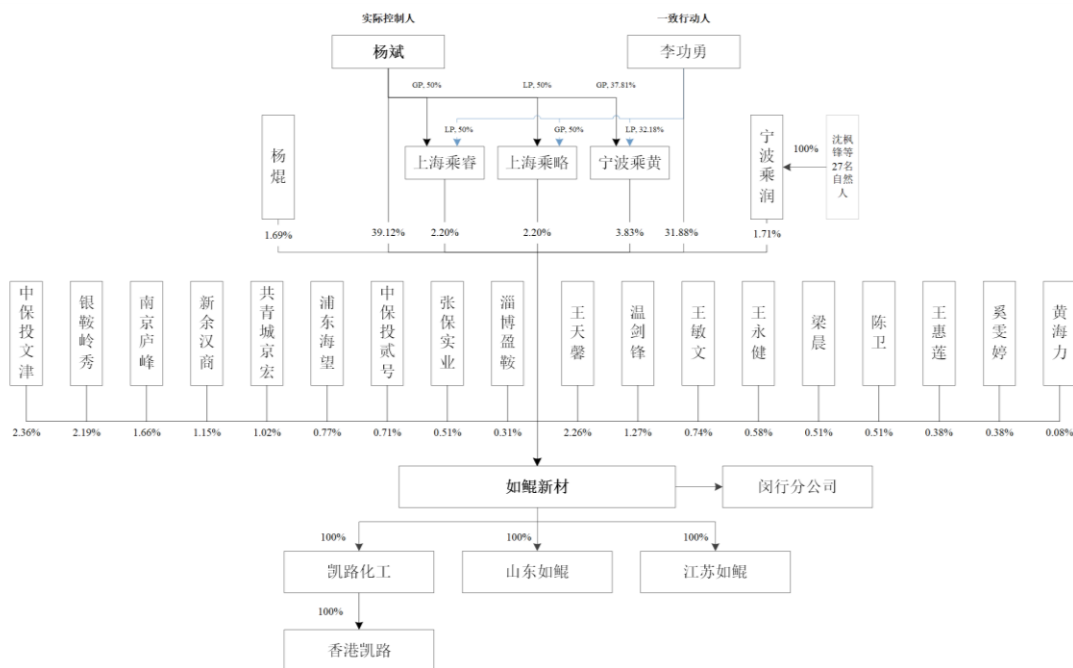 实际控制人
一致行动人
杨斌
李功勇
GP, 50%
LP, 50%
GP, 37.81%
LP, 50%
GP, 50%
LP, 32.18%
杨焜
上海乘睿
上海乘略
宁波乘黄
宁波乘润
100%
沈枫锋等27名自然人
1.69%
39.12%
2.20%
2.20%
3.83%
31.88%
1.71%
中保投文津
银鞍岭秀
南京庐峰
新余汉商
共青城京宏
浦东海望
中保投贰号
张保实业
淄博盈鞍
王天馨
温剑锋
王敏文
王永健
梁晨
陈卫
王惠莲
奚雯婷
黄海力
2.36%
2.19%
1.66%
1.15%
1.02%
0.77%
0.71%
0.51%
0.31%
2.26%
1.27%
0.74%
0.58%
0.51%
0.51%
0.38%
0.38%
0.08%
如鲲新材
闵行分公司
100%
100%
100%
凯路化工
山东如鲲
江苏如鲲
100%
香港凯路